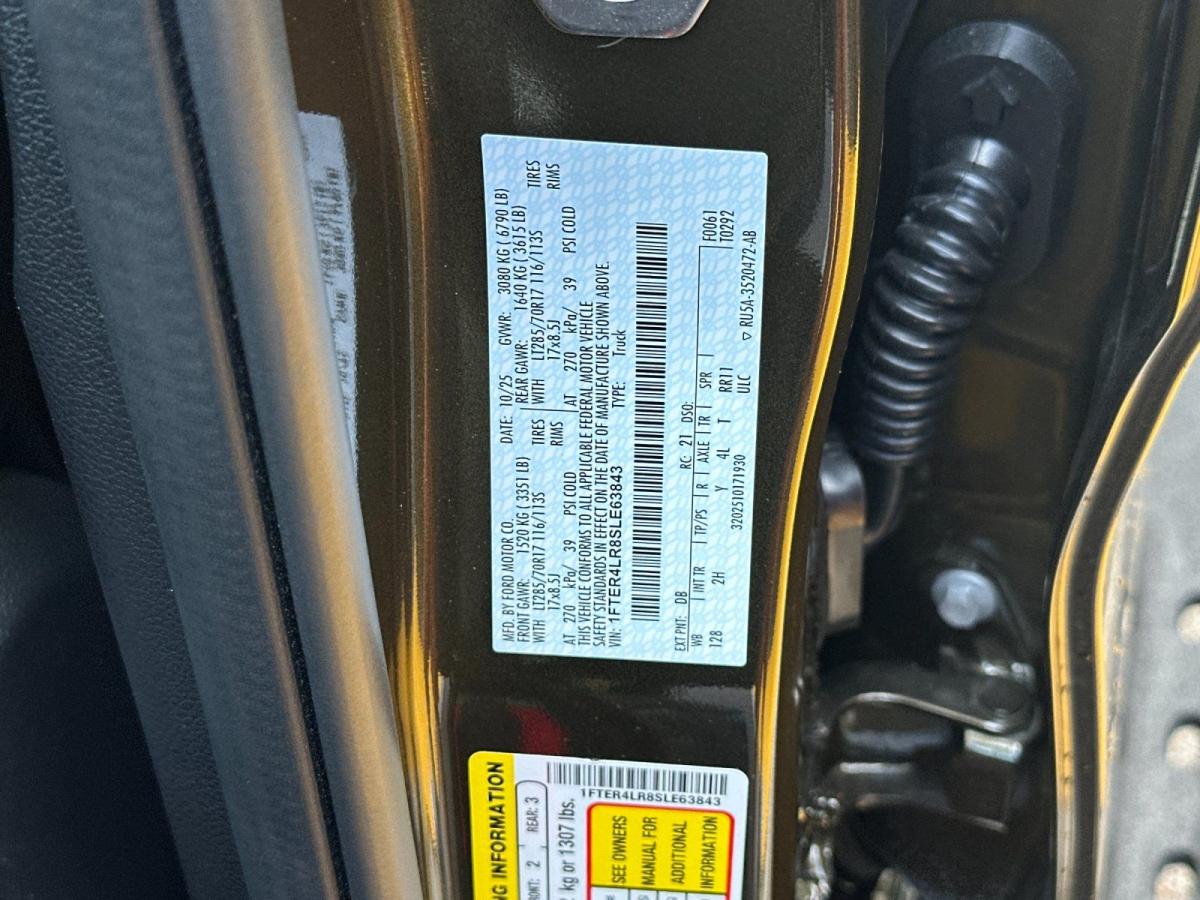 MFD. BY FORD MOTOR CO. DATE: 10/25 GVWR: 3080 KG ( 6790 LB)
FRONT GAWR: 1520 KG ( 3351 LB) REAR GAWR: 1640 KG ( 3615 LB)
WITH LT285/70R17 116/113S TIRES WITH LT285/70R17 116/113S TIRES
17x8.5J RIMS 17x8.5J RIMS
AT 270 kPa/ 39 PSI COLD AT 270 kPa/ 39 PSI COLD
THIS VEHICLE CONFORMS TO ALL APPLICABLE FEDERAL MOTOR VEHICLE
SAFETY STANDARDS IN EFFECT ON THE DATE OF MANUFACTURE SHOWN ABOVE.
VIN: 1FTER4LR8SLE63843 TYPE: Truck
EXT PNT: DB RC: 21 DSO: F0061
WB INT TR TP/PS R AXLE TR SPR T0292
128 2H Y 4L T RR11
3202510171930 ULC
▽ RU5A-3520472-AB
NG INFORMATION
RONT: 2 REAR: 3
kg or 1307 lbs.
1FTER4LR8SLE63843
SEE OWNERS
MANUAL FOR
ADDITIONAL
INFORMATION